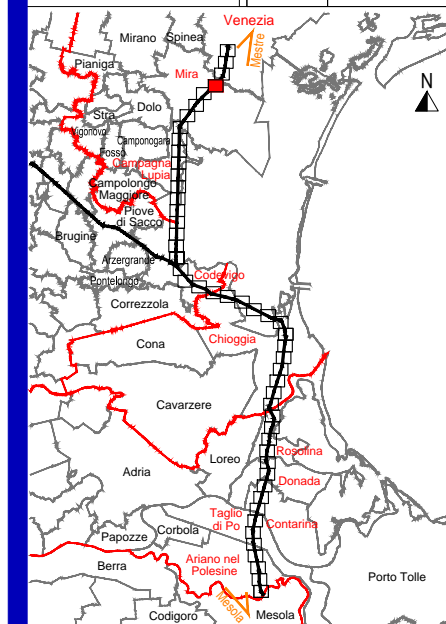 Venezia
Mirano
Spinea
Mestre
Pianiga
Mira
N
Stra
Dolo
Vigonovo
Camponogara
Fosso
Campagna
Lupia
Campolongo
Maggiore
Piove
di Sacco
Brugine
Arzergrande
Codevigo
Pontelongo
Correzzola
Chioggia
Cona
Cavarzere
Rosolina
Loreo
Adria
Donada
Taglio
di Po
Contarina
Corbola
Papozze
Ariano nel
Polesine
Berra
Porto Tolle
Mesola
Mesola
Codigoro